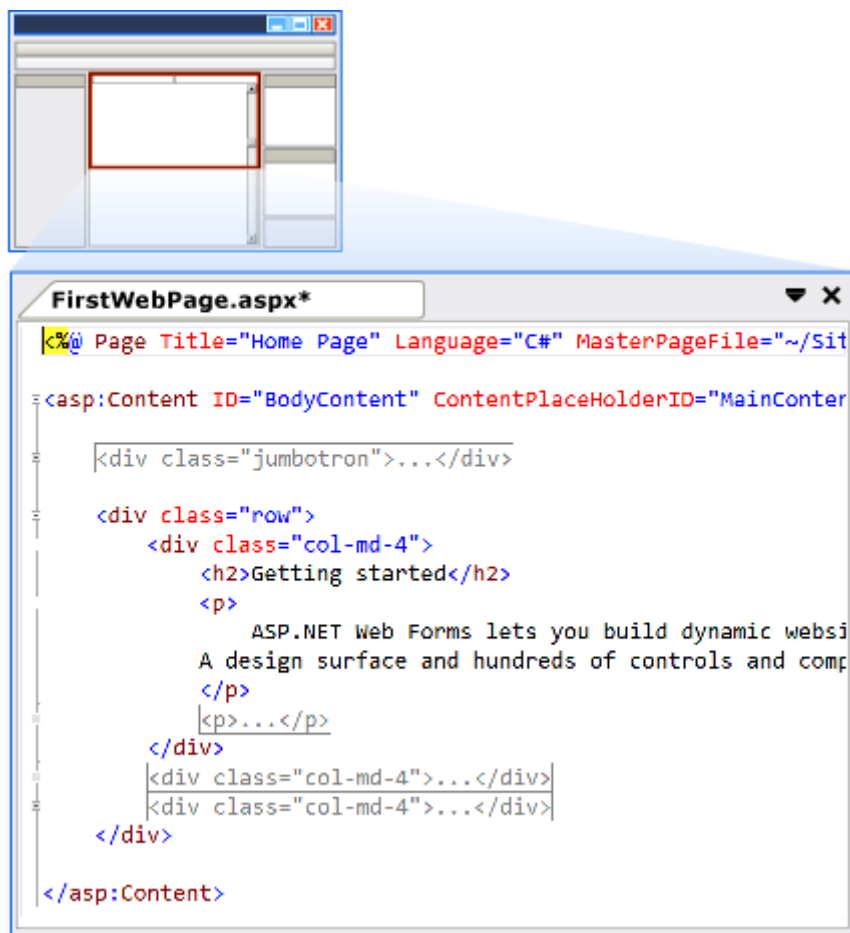 FirstWebPage.aspx*
<%@ Page Title="Home Page" Language="C#" MasterPageFile="~/Sit
<asp:Content ID="BodyContent" ContentPlaceHolderID="MainConten
<div class="jumbotron">...</div>
<div class="row">
<div class="col-md-4">
<h2>Getting started</h2>
<p>
ASP.NET Web Forms lets you build dynamic websi
A design surface and hundreds of controls and comp
</p>
<p>...</p>
</div>
<div class="col-md-4">...</div>
<div class="col-md-4">...</div>
</div>
</asp:Content>